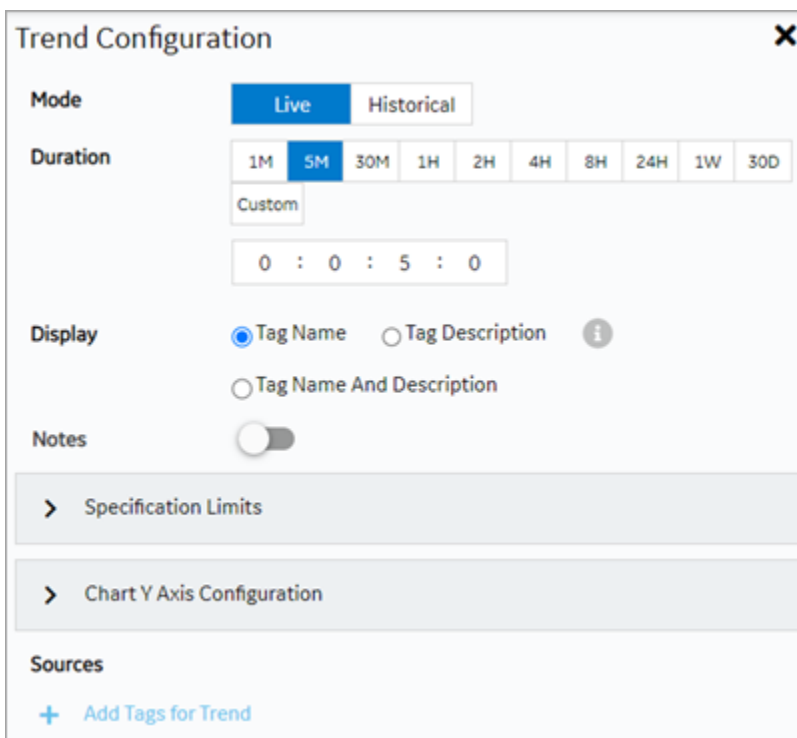 Trend Configuration
Mode Live Historical
Duration 1M 5M 30M 1H 2H 4H 8H 24H 1W 30D
Custom
0 : 0 : 5 : 0
Display Tag Name Tag Description
Tag Name And Description
Notes
Specification Limits
Chart Y Axis Configuration
Sources
+ Add Tags for Trend